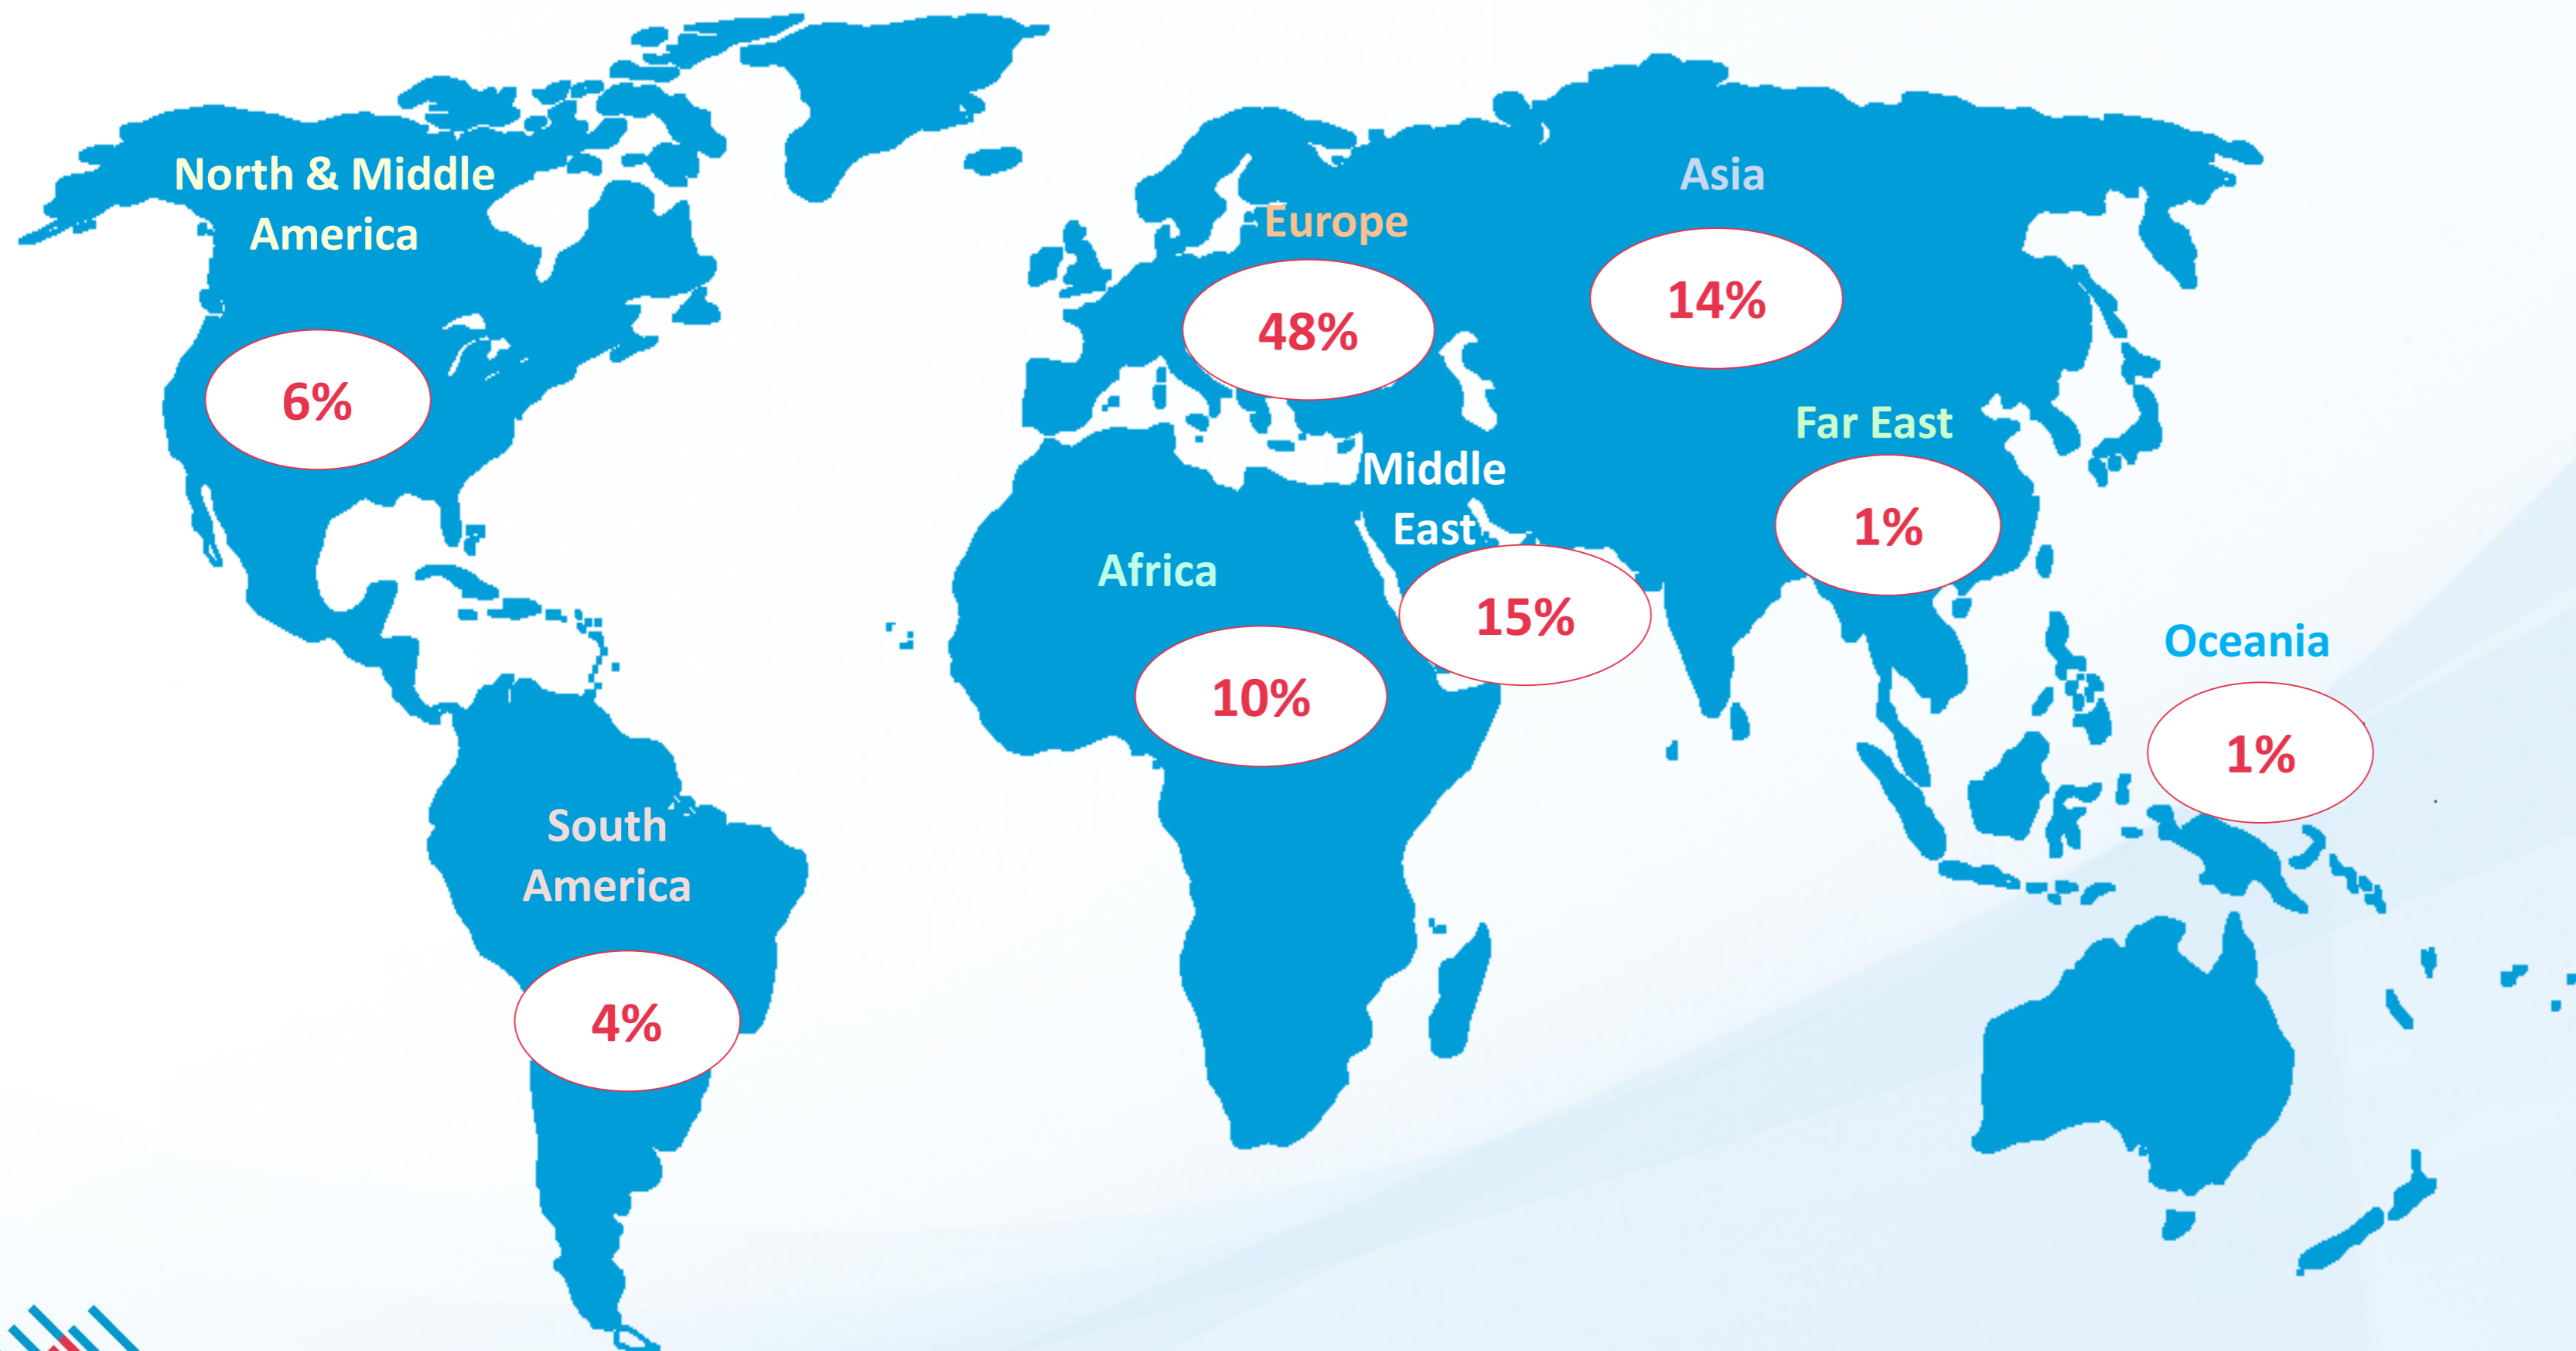 North & Middle
America
6%
South
America
4%
Europe
48%
Africa
10%
Middle
East
15%
Asia
14%
Far East
1%
Oceania
1%